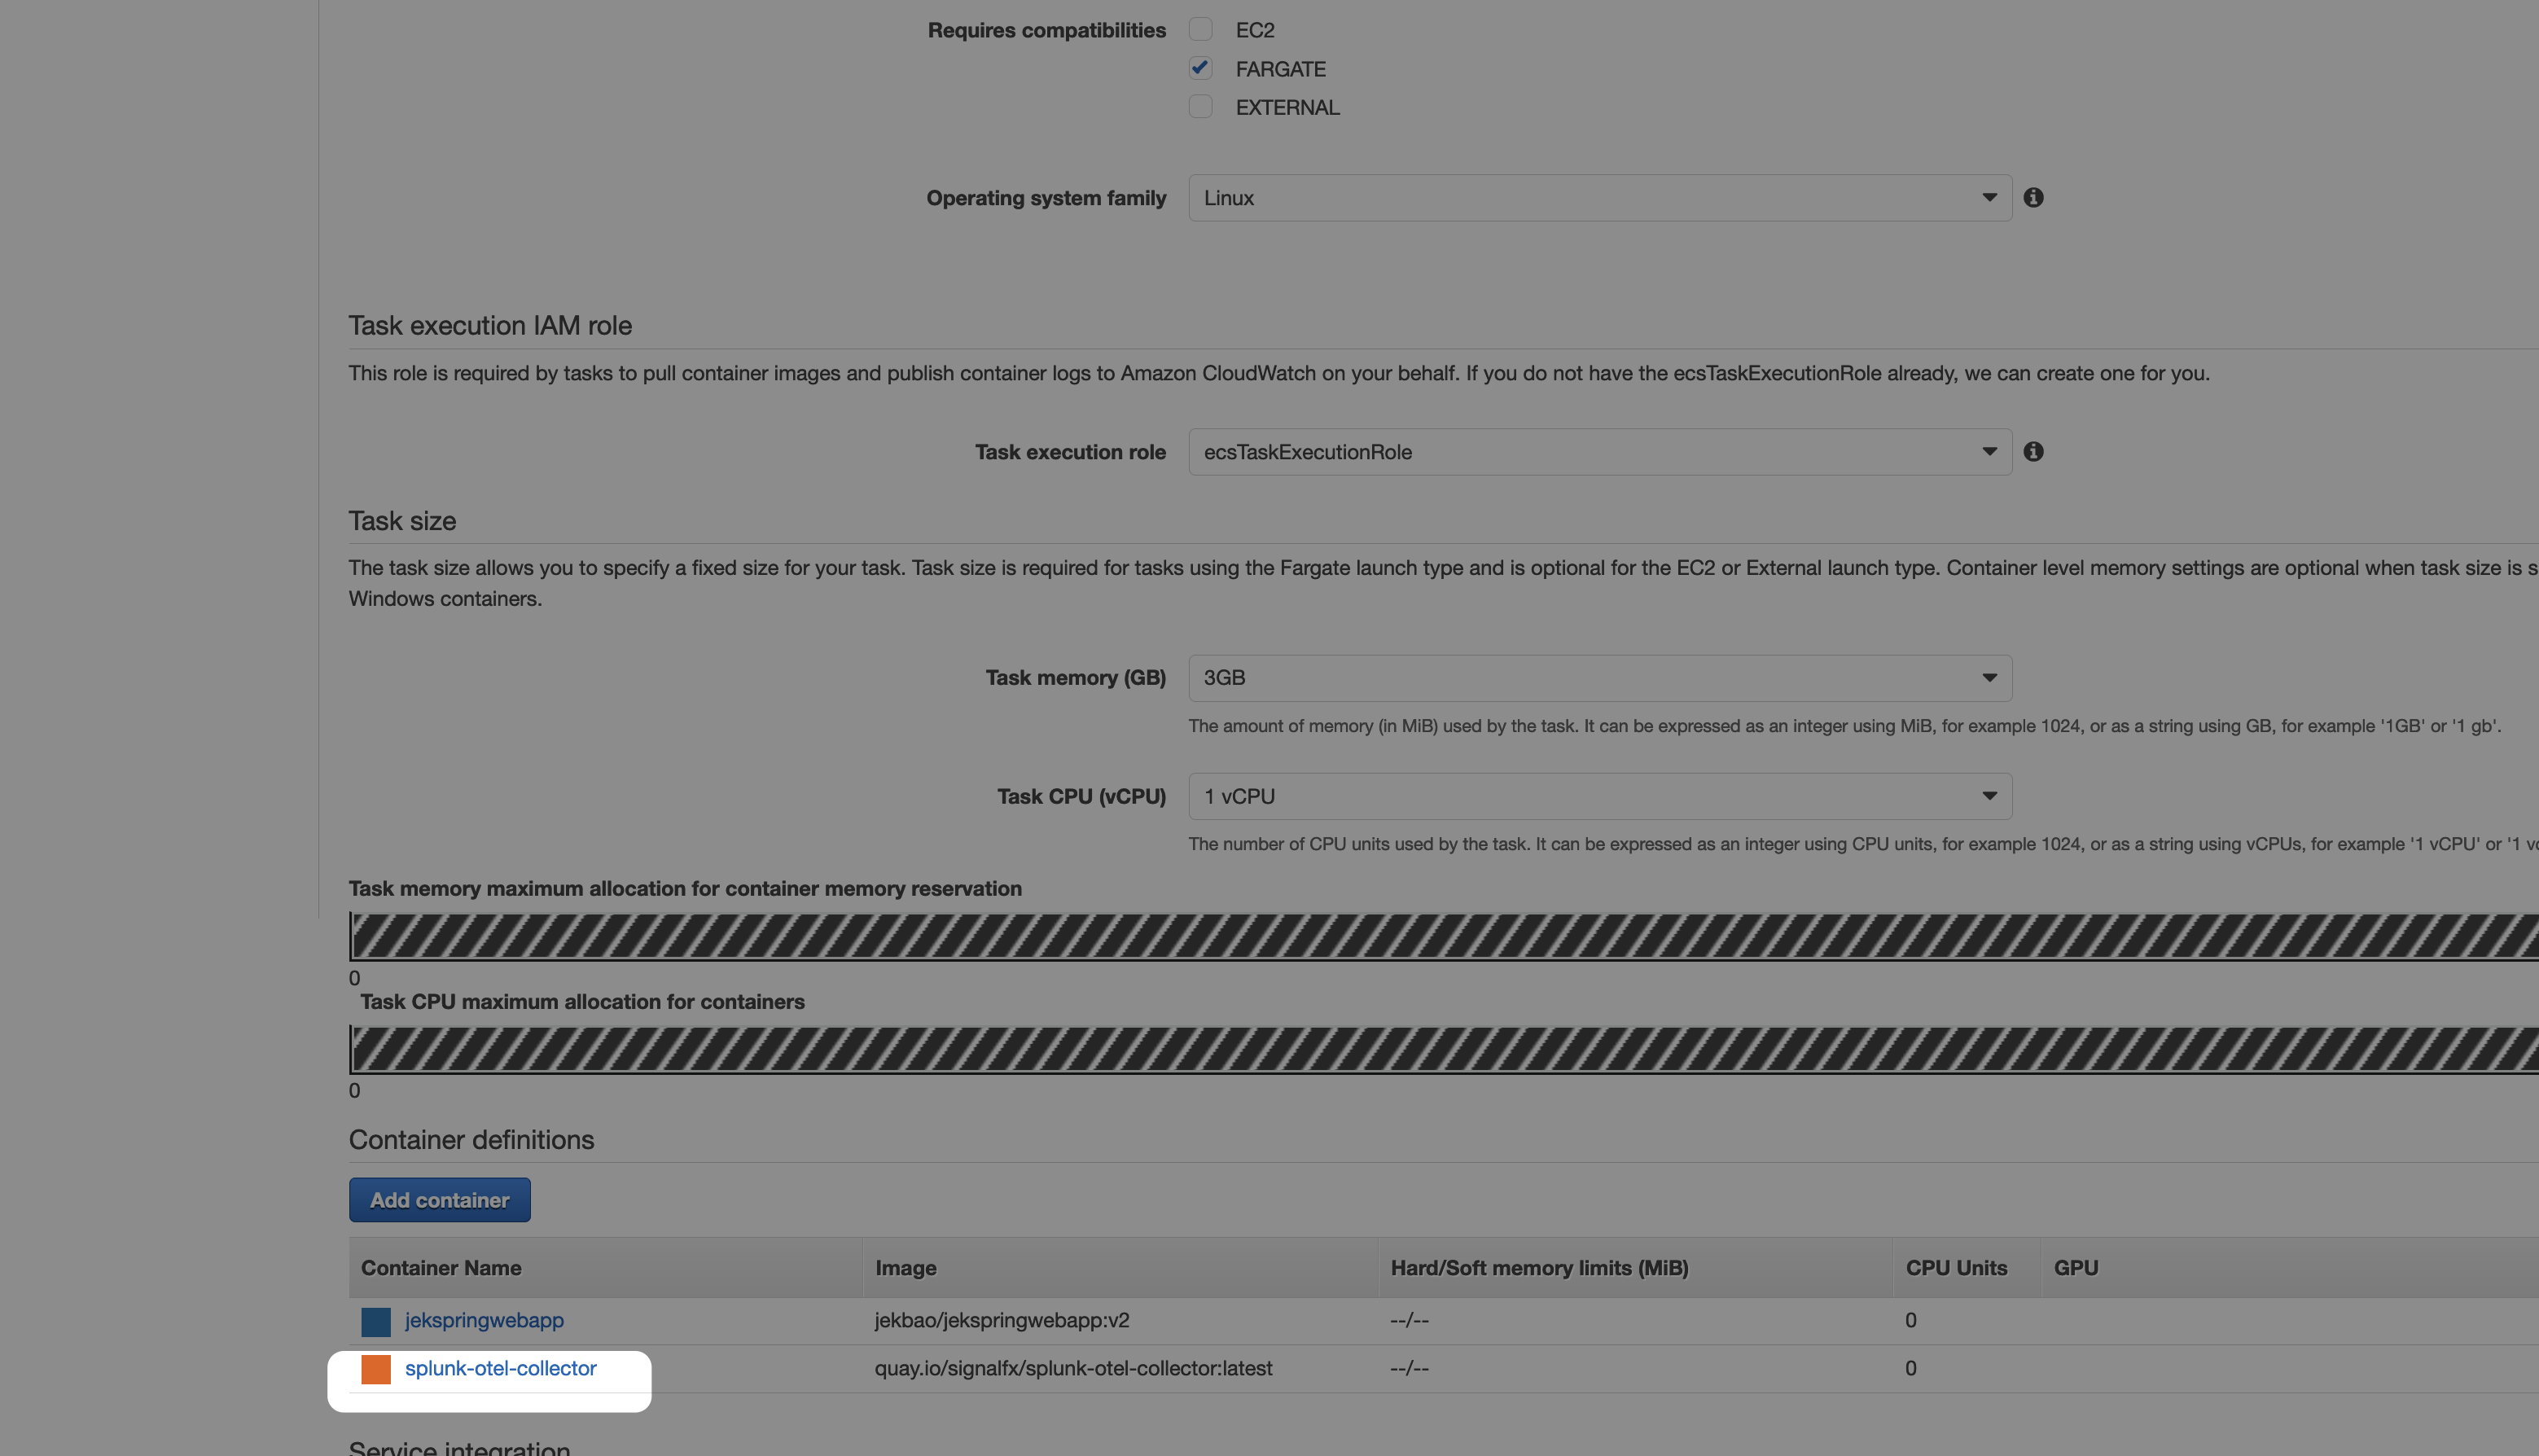 Requires compatibilities
EC2
FARGATE
EXTERNAL
Operating system family
Linux
Task execution IAM role
This role is required by tasks to pull container images and publish container logs to Amazon CloudWatch on your behalf. If you do not have the ecsTaskExecutionRole already, we can create one for you.
Task execution role
ecsTaskExecutionRole
Task size
The task size allows you to specify a fixed size for your task. Task size is required for tasks using the Fargate launch type and is optional for the EC2 or External launch type. Container level memory settings are optional when task size is s
Windows containers.
Task memory (GB)
3GB
The amount of memory (in MiB) used by the task. It can be expressed as an integer using MiB, for example 1024, or as a string using GB, for example '1GB' or '1 gb'.
Task CPU (vCPU)
1 vCPU
The number of CPU units used by the task. It can be expressed as an integer using CPU units, for example 1024, or as a string using vCPUs, for example '1 vCPU' or '1 vc
Task memory maximum allocation for container memory reservation
0
Task CPU maximum allocation for containers
0
Container definitions
Add container
Container Name Image Hard/Soft memory limits (MiB) CPU Units GPU
jekspringwebapp jekbao/jekspringwebapp:v2 --/-- 0
splunk-otel-collector quay.io/signalfx/splunk-otel-collector:latest --/-- 0
Service integration